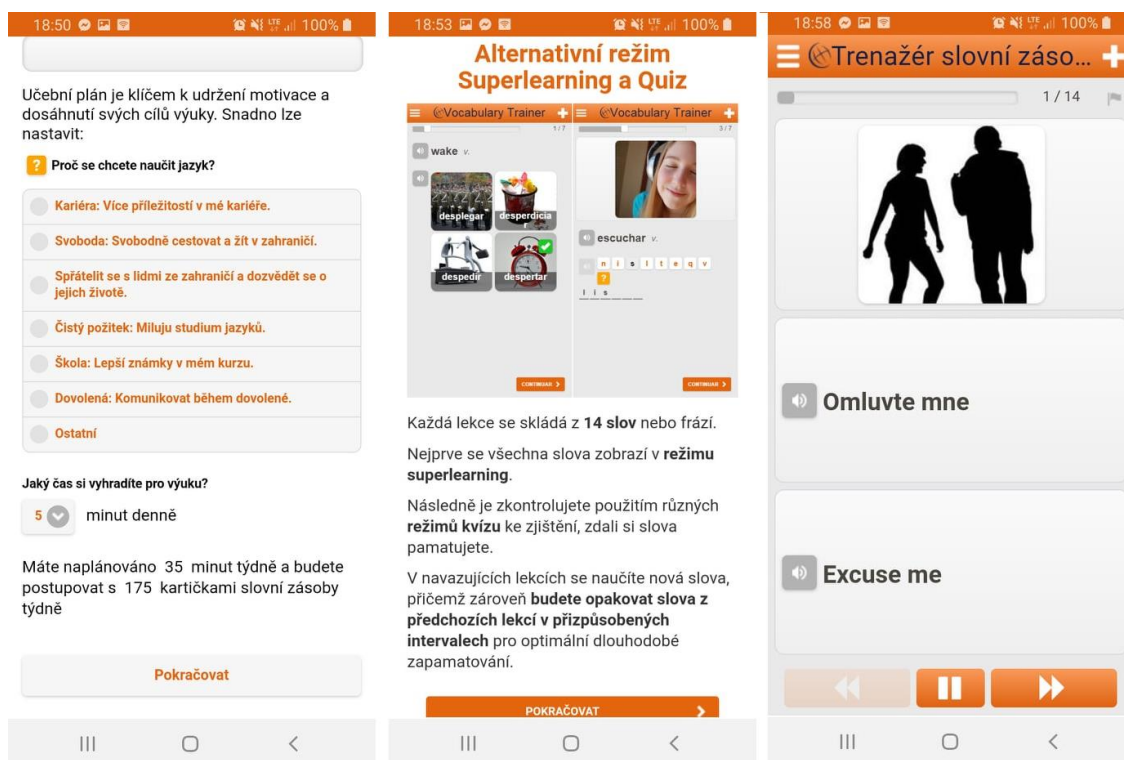 18:50
LTE
100%
Učební plán je klíčem k udržení motivace a
dosáhnutí svých cílů výuky. Snadno lze
nastavit:
? Proč se chcete naučit jazyk?
Kariéra: Více příležitostí v mé kariéře.
Svoboda: Svobodně cestovat a žít v zahraničí.
Spřátelit se s lidmi ze zahraničí a dozvědět se o
jejich životě.
Čistý požitek: Miluju studium jazyků.
Škola: Lepší známky v mém kurzu.
Dovolená: Komunikovat během dovolené.
Ostatní
Jaký čas si vyhradíte pro výuku?
5 minut denně
Máte naplánováno 35 minut týdně a budete
postupovat s 175 kartičkami slovní zásoby
týdně
Pokračovat
18:53
LTE
100%
Alternativní režim
Superlearning a Quiz
Vocabulary Trainer
1/7
wake v.
desplegar
desperdicia
r
despedir
despertar
CONTINUAR
Vocabulary Trainer
3/7
escuchar v.
n i s l t e q v
?
l i s _ _ _
CONTINUAR
Každá lekce se skládá z 14 slov nebo frází.
Nejprve se všechna slova zobrazí v režimu
superlearning.
Následně je zkontrolujete použitím různých
režimů kvízu ke zjištění, zdali si slova
pamatujete.
V navazujících lekcích se naučíte nová slova,
přičemž zároveň budete opakovat slova z
předchozích lekcí v přizpůsobených
intervalech pro optimální dlouhodobé
zapamatování.
POKRAČOVAT
18:58
LTE
100%
Trenažér slovní záso...
1 / 14
Omluvte mne
Excuse me